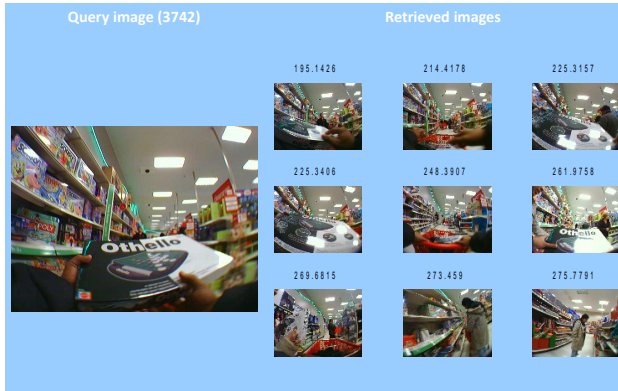 Query image (3742)
Retrieved images
195.1426
214.4178
225.3157
225.3406
248.3907
261.9758
269.6815
273.459
275.7791
Othello
Othello